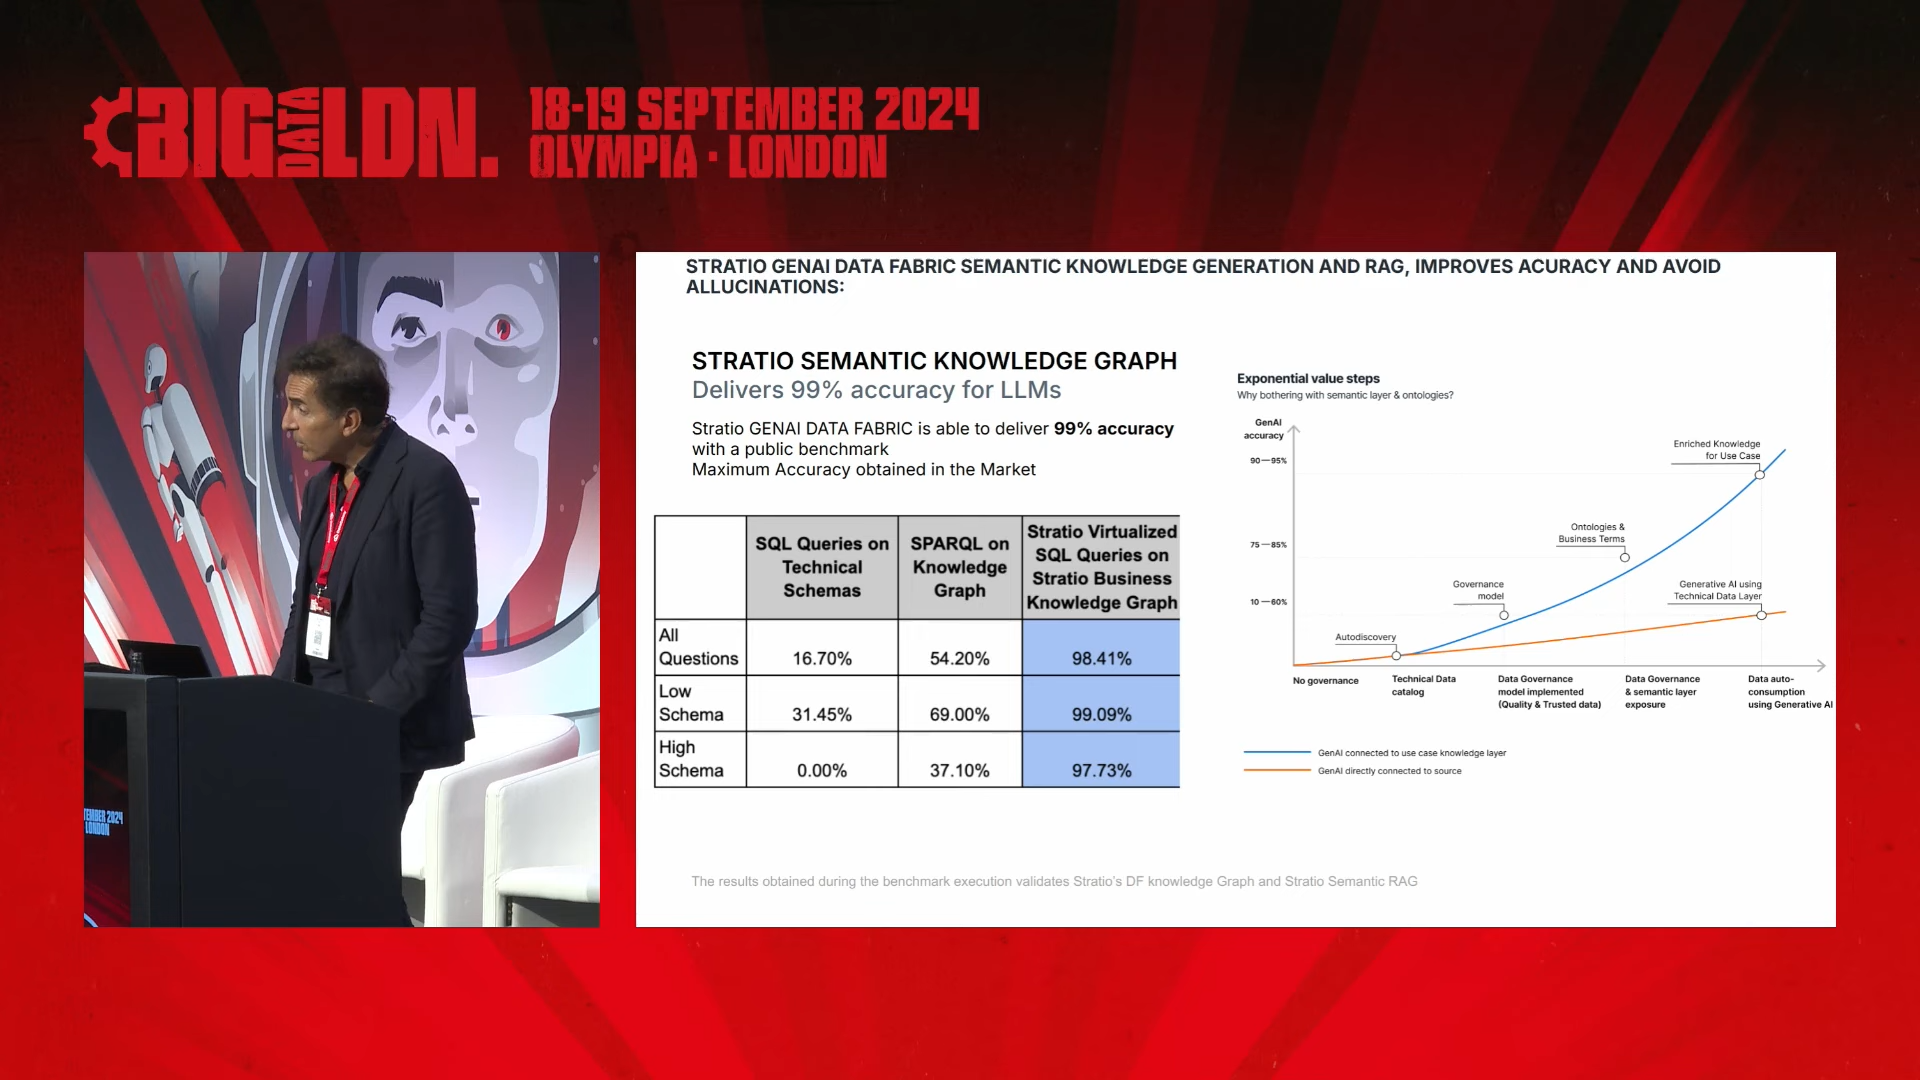 BIG DATA LDN.
18-19 SEPTEMBER 2024
OLYMPIA · LONDON
TEMBER 2024
LONDON
STRATIO GENAI DATA FABRIC SEMANTIC KNOWLEDGE GENERATION AND RAG, IMPROVES ACURACY AND AVOID
ALLUCINATIONS:
STRATIO SEMANTIC KNOWLEDGE GRAPH
Delivers 99% accuracy for LLMs
Stratio GENAI DATA FABRIC is able to deliver 99% accuracy
with a public benchmark
Maximum Accuracy obtained in the Market
SQL Queries on
Technical
Schemas
SPARQL on
Knowledge
Graph
Stratio Virtualized
SQL Queries on
Stratio Business
Knowledge Graph
All
Questions
16.70%
54.20%
98.41%
Low
Schema
31.45%
69.00%
99.09%
High
Schema
0.00%
37.10%
97.73%
Exponential value steps
Why bothering with semantic layer & ontologies?
GenAI
accuracy
90—95%
75—85%
10—60%
Enriched Knowledge
for Use Case
Ontologies &
Business Terms
Governance
model
Generative AI using
Technical Data Layer
Autodiscovery
No governance
Technical Data
catalog
Data Governance
model implemented
(Quality & Trusted data)
Data Governance
& semantic layer
exposure
Data auto-
consumption
using Generative AI
GenAI connected to use case knowledge layer
GenAI directly connected to source
The results obtained during the benchmark execution validates Stratio's DF knowledge Graph and Stratio Semantic RAG